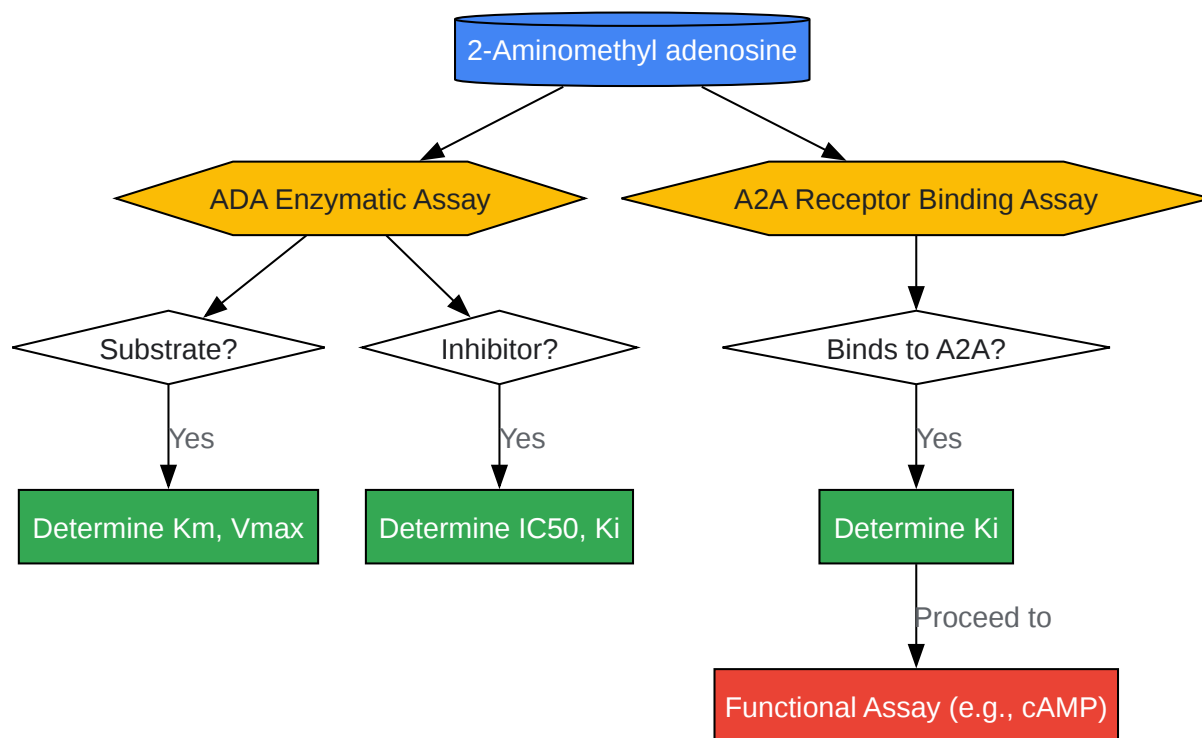 2-Aminomethyl adenosine
ADA Enzymatic Assay
A2A Receptor Binding Assay
Substrate?
Inhibitor?
Binds to A2A?
Yes
Yes
Yes
Determine Km, Vmax
Determine IC50, Ki
Determine Ki
Proceed to
Functional Assay (e.g., cAMP)